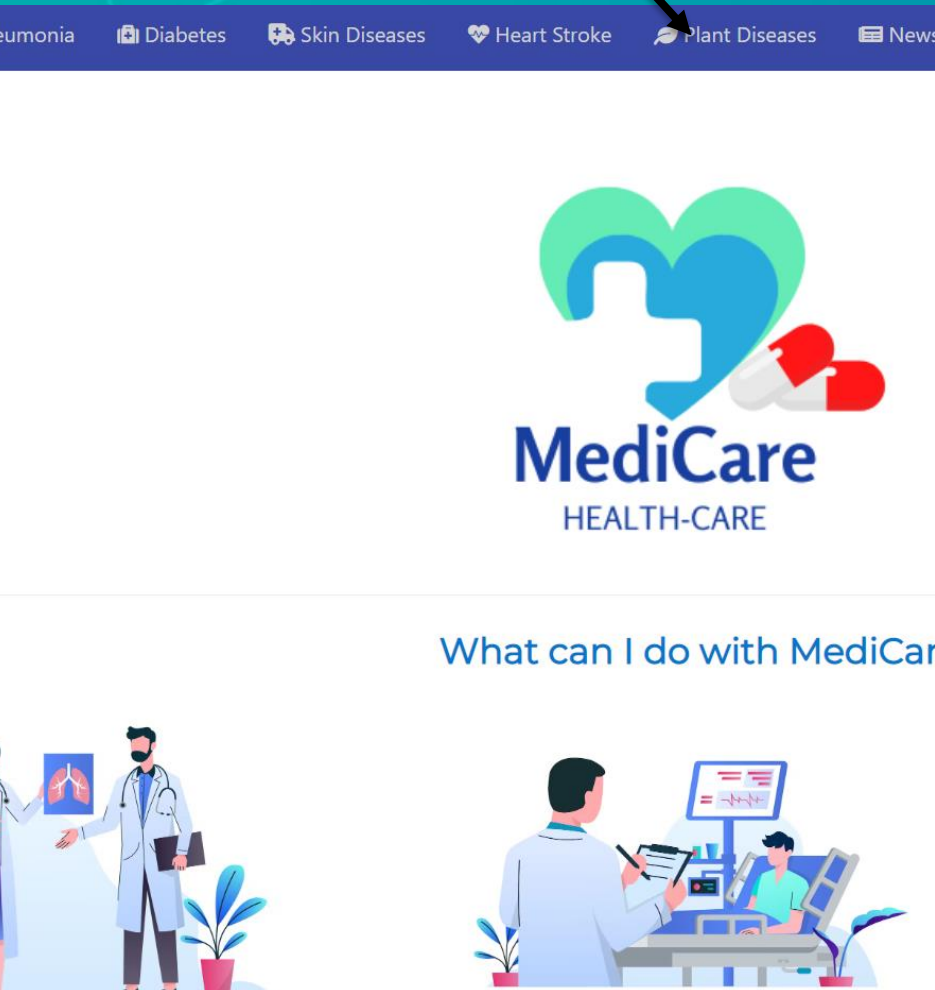 eumonia Diabetes Skin Diseases Heart Stroke Plant Diseases News
MediCare
HEALTH-CARE
What can I do with MediCar